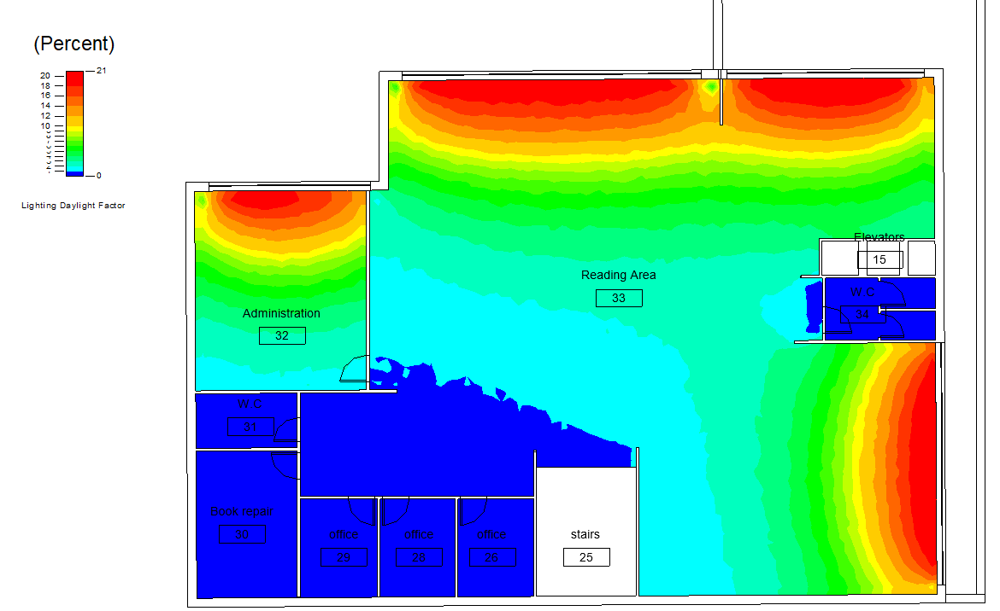 (Percent)
21
20
18
16
14
12
10
0
Lighting Daylight Factor
Elevators
15
Reading Area
33
W.C
34
Administration
32
W.C
31
Book repair
30
office
29
office
28
office
26
stairs
25